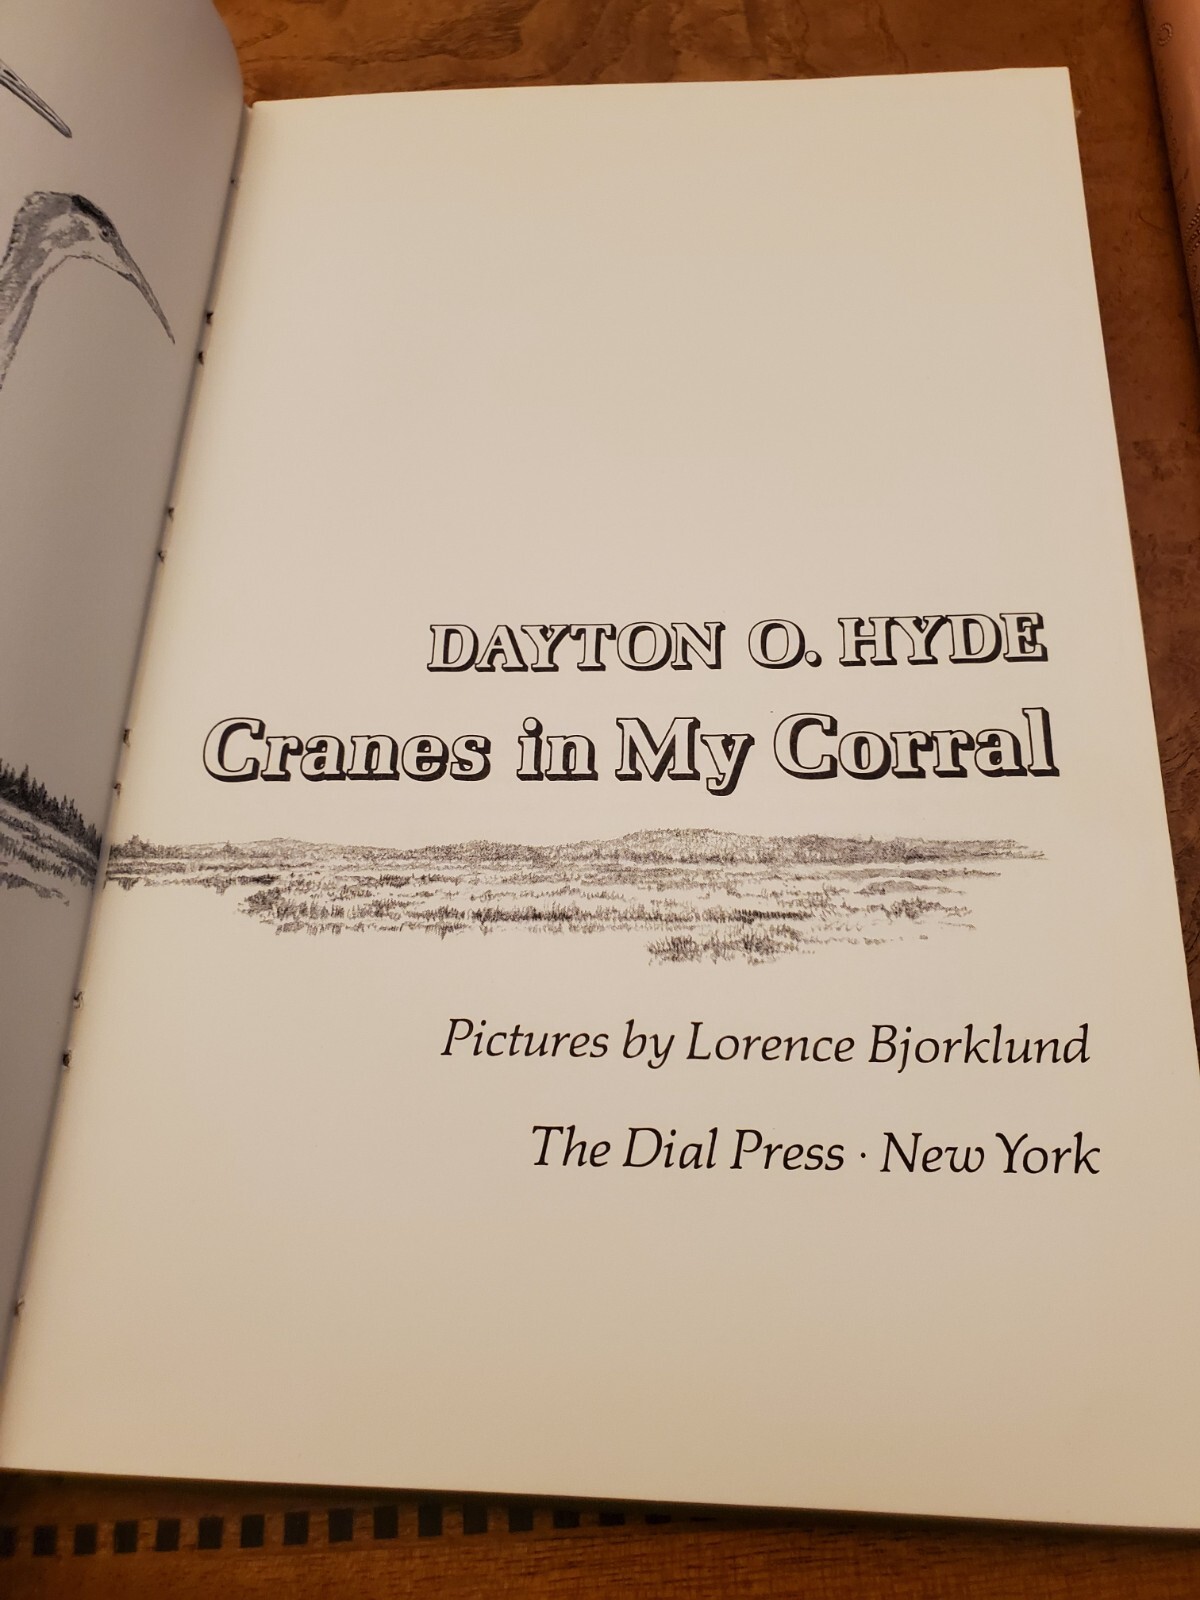 DAYTON O. HYDE
Cranes in My Corral
Pictures by Lorence Bjorklund
The Dial Press · New York